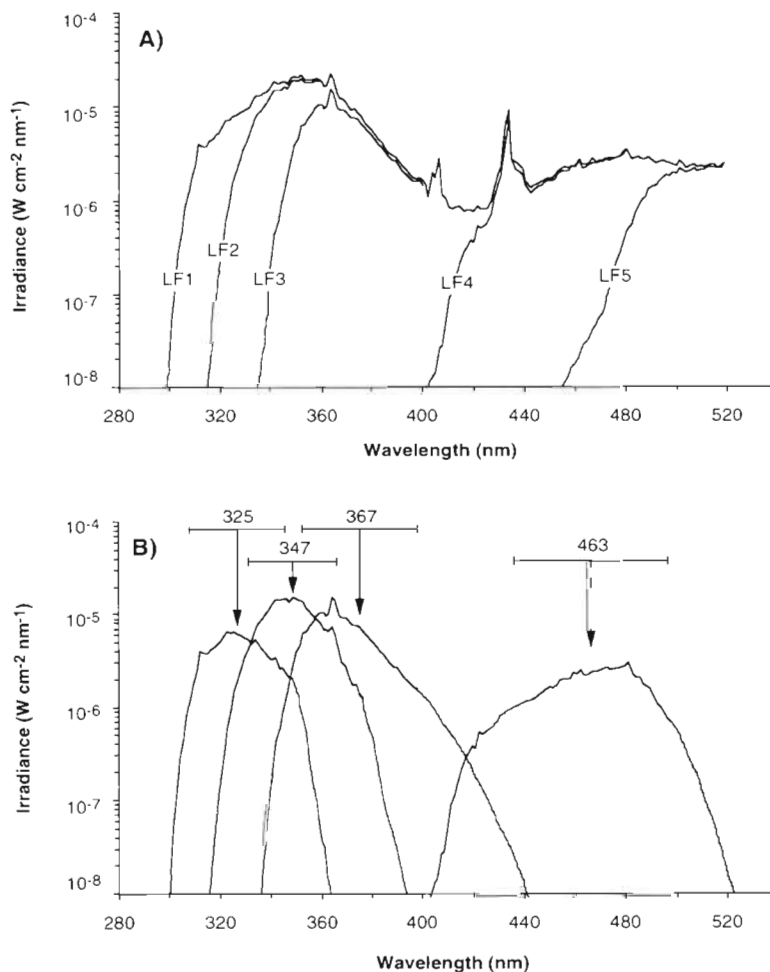 A)
10-4
10-5
10-6
10-7
10-8
Irradiance (W cm-2 nm-1)
LF1
LF2
LF3
LF4
LF5
280 320 360 400 440 480 520
Wavelength (nm)
B)
325
367
347
463
10-4
10-5
10-6
10-7
10-8
Irradiance (W cm-2 nm-1)
280 320 360 400 440 480 520
Wavelength (nm)